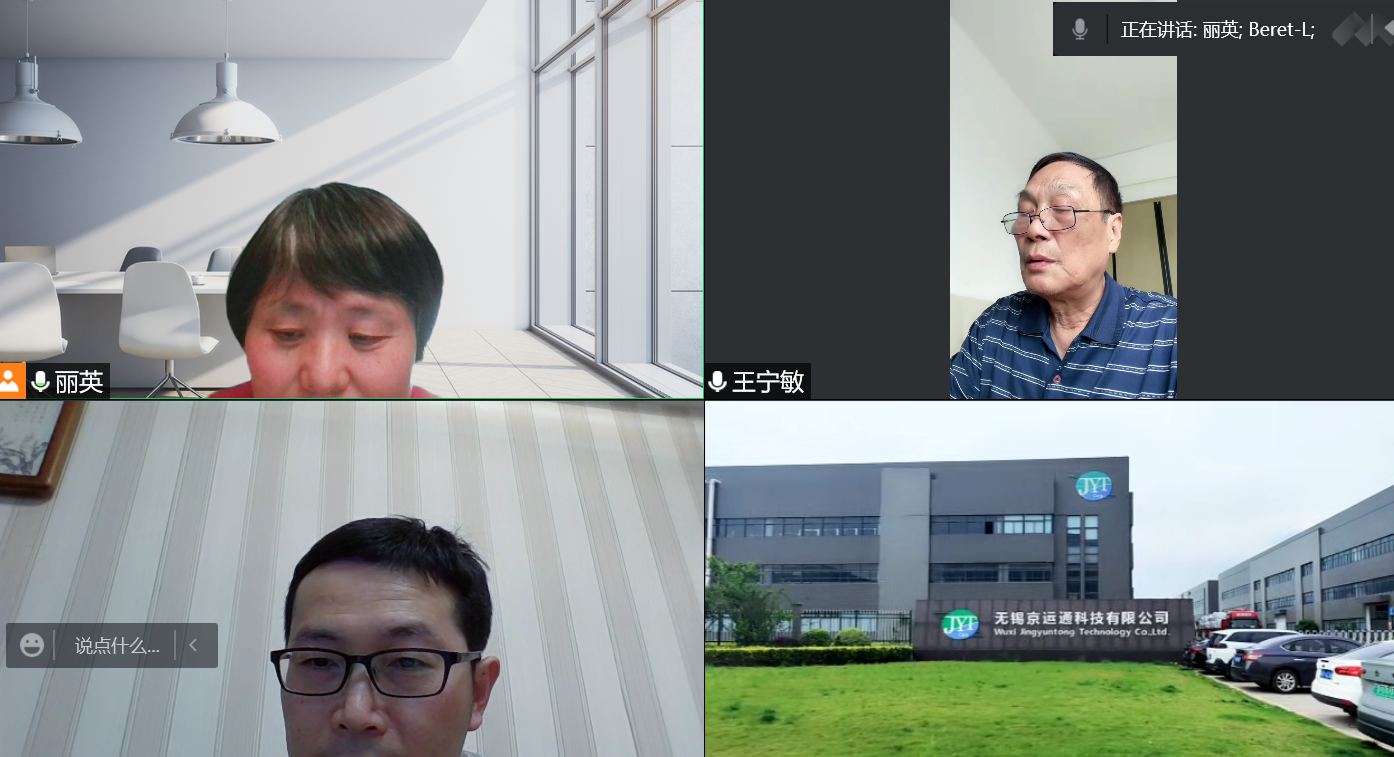 正在讲话: 丽英; Beret-L;
丽英
王宁敏
说点什么...
JYT
JYT
无锡京运通科技有限公司
Wuxi Jingyuntong Technology Co.,Ltd.